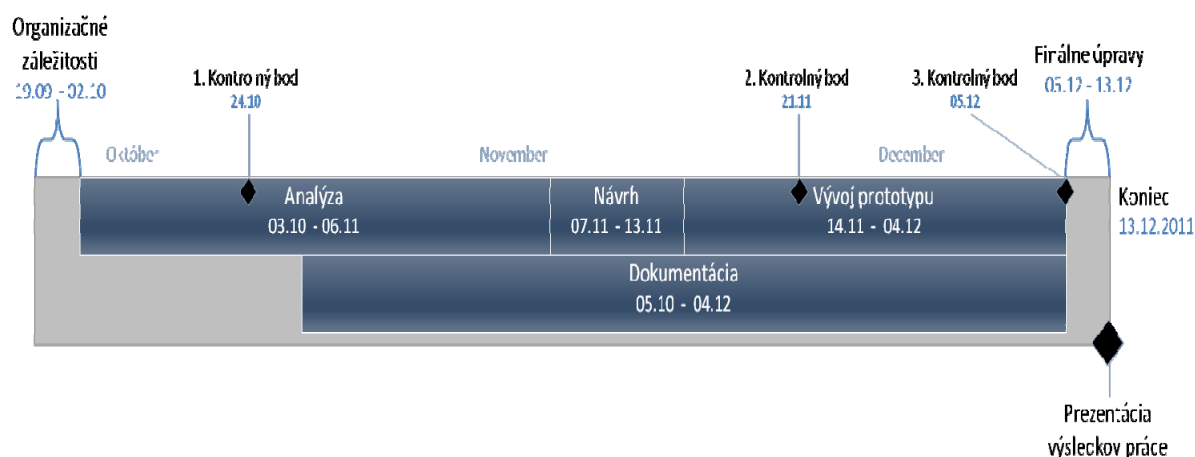 Organizačné
záležitosti
19.09 - 02.10
1. Kontro ný bod
24.10
2. Kontrolný bod
21.11
3. Kontrolný bod
05.12
Finálne úpravy
05.12 - 13.12
Október
November
December
Analýza
03.10 - 06.11
Návrh
07.11 - 13.11
Vývoj prototypu
14.11 - 04.12
Koniec
13.12.2011
Dokumentácia
05.10 - 04.12
Prezentácia
výsledkov práce